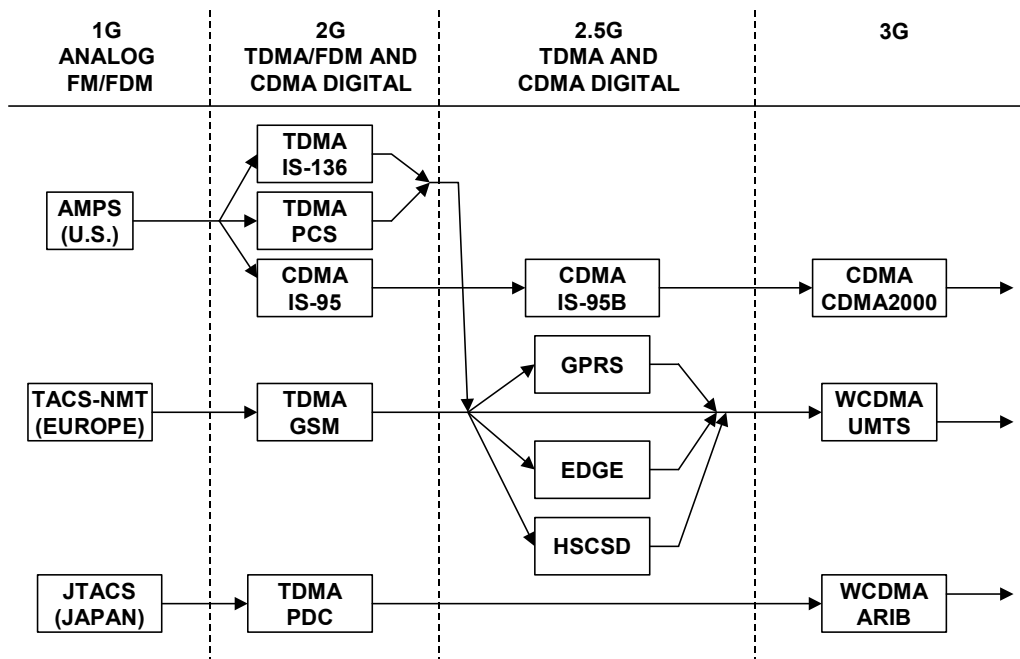 1G
ANALOG
FM/FDM
2G
TDMA/FDM AND
CDMA DIGITAL
2.5G
TDMA AND
CDMA DIGITAL
3G
TDMA
IS-136
AMPS
(U.S.)
TDMA
PCS
CDMA
IS-95
CDMA
IS-95B
CDMA
CDMA2000
GPRS
TACS-NMT
(EUROPE)
TDMA
GSM
WCDMA
UMTS
EDGE
HSCSD
JTACS
(JAPAN)
TDMA
PDC
WCDMA
ARIB